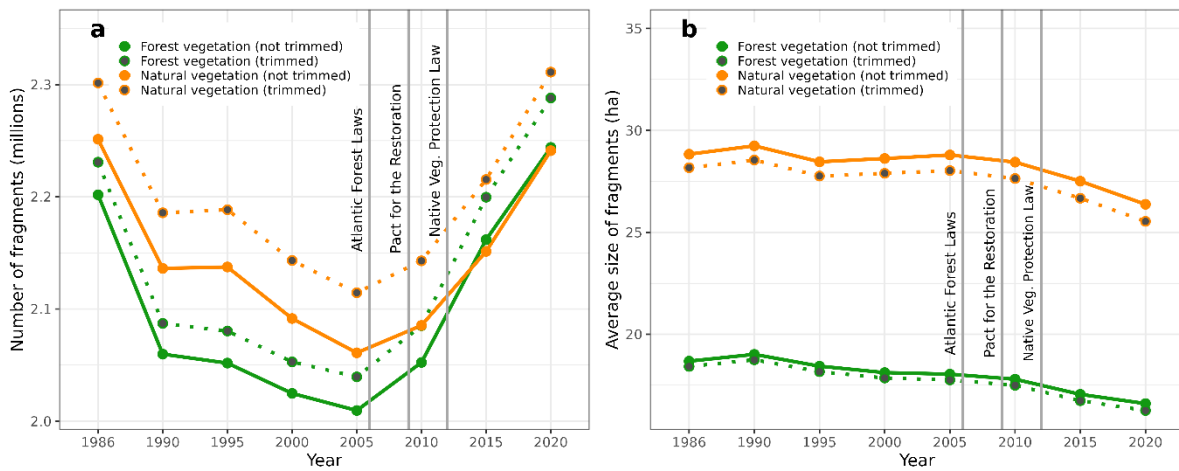 a
Forest vegetation (not trimmed)
Forest vegetation (trimmed)
Natural vegetation (not trimmed)
Natural vegetation (trimmed)
Number of fragments (millions)
2.3
2.2
2.1
2.0
Atlantic Forest Laws
Pact for the Restoration
Native Veg. Protection Law
1986
1990
1995
2000
2005
2010
2015
2020
Year
b
Forest vegetation (not trimmed)
Forest vegetation (trimmed)
Natural vegetation (not trimmed)
Natural vegetation (trimmed)
Average size of fragments (ha)
35
30
25
20
Atlantic Forest Laws
Pact for the Restoration
Native Veg. Protection Law
1986
1990
1995
2000
2005
2010
2015
2020
Year